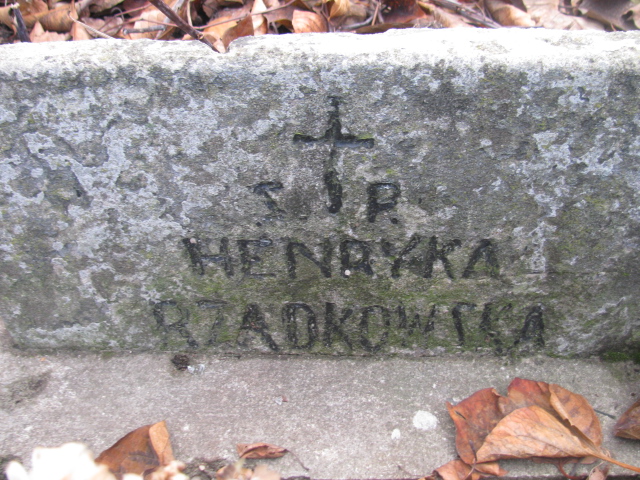 Ś. P.
HENRYKA
RZADKOWSKA